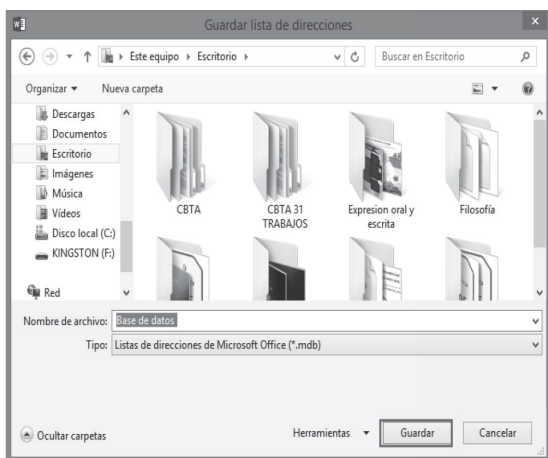 Guardar lista de direcciones
Este equipo
Escritorio
Buscar en Escritorio
Organizar
Nueva carpeta
Descargas
Documentos
Escritorio
Imágenes
Música
Vídeos
Disco local (C:)
KINGSTON (F:)
Red
CBTA
CBTA 31
TRABAJOS
Expresion oral y
escrita
Filosofía
Nombre de archivo: Base de datos
Tipo: Listas de direcciones de Microsoft Office (*.mdb)
Ocultar carpetas
Herramientas
Guardar
Cancelar